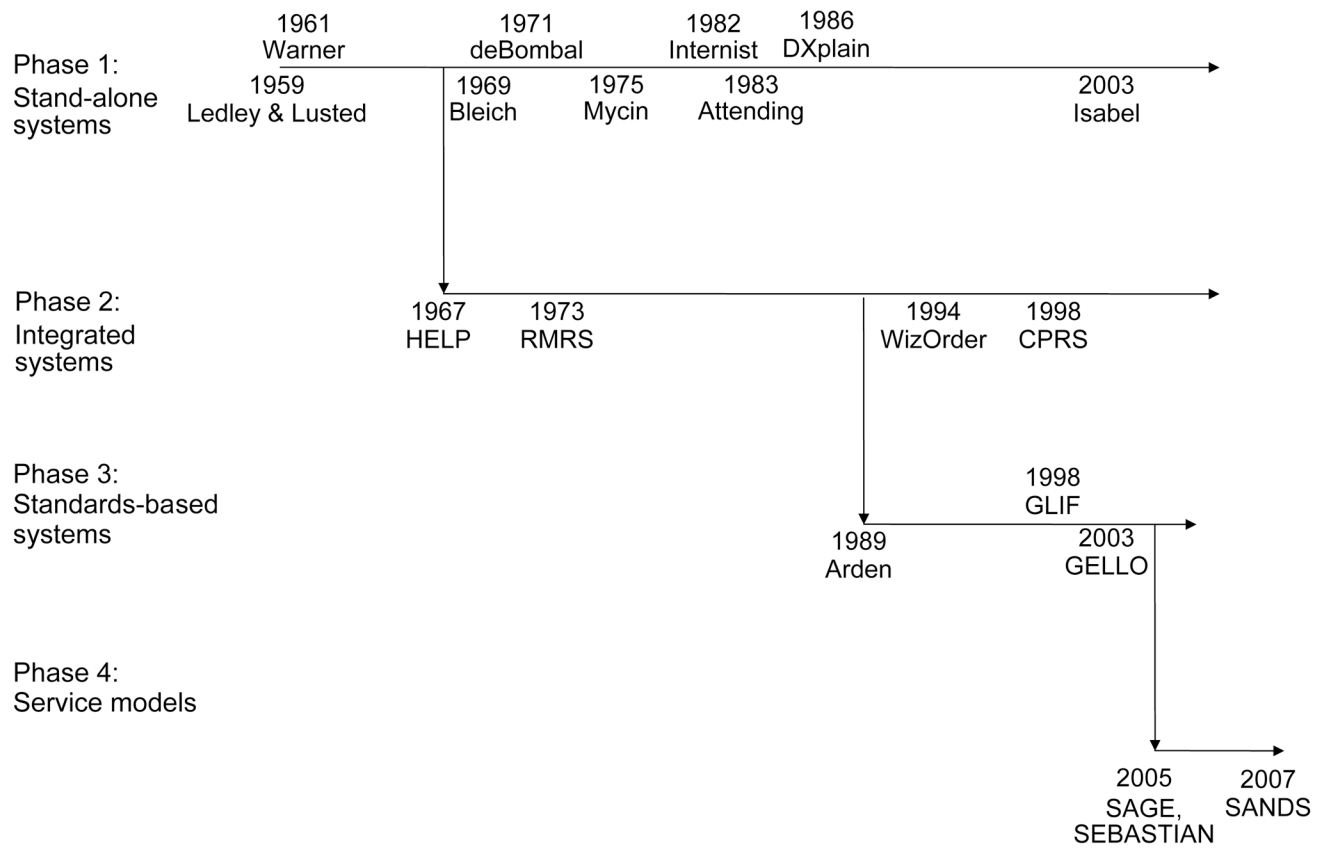 Phase 1:
Stand-alone
systems
1961
Warner
1971
deBombal
1982
Internist
1986
DXplain
1959
Ledley & Lusted
1969
Bleich
1975
Mycin
1983
Attending
2003
Isabel
Phase 2:
Integrated
systems
1967
HELP
1973
RMRS
1994
WizOrder
1998
CPRS
Phase 3:
Standards-based
systems
1998
GLIF
1989
Arden
2003
GELLO
Phase 4:
Service models
2005
SAGE,
SEBASTIAN
2007
SANDS